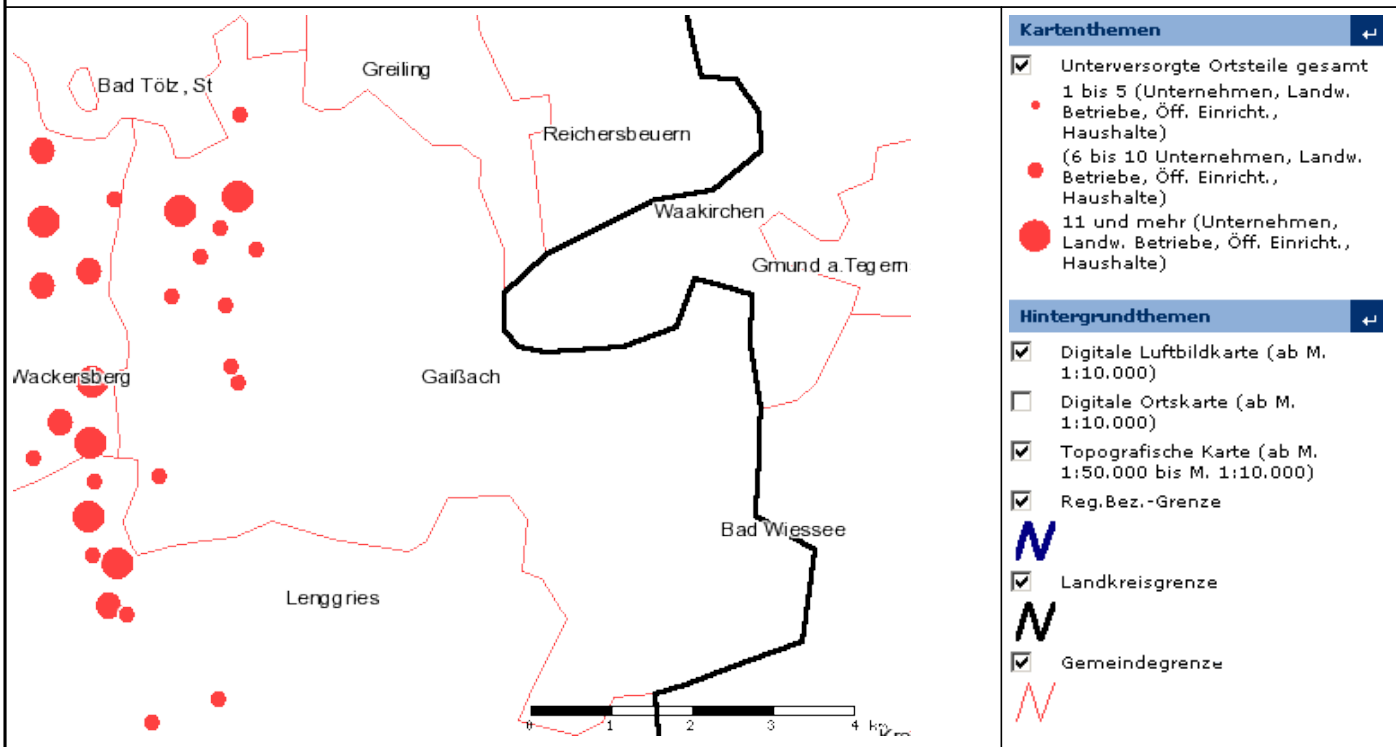 Greiling
Bad Tölz, St
Reichersbeuern
Waakirchen
Gmund a.Tegern
Wackersberg
Gaißach
Bad Wiessee
Lenggries
0 1 2 3 4 km
Kartenthemen
Unterversorgte Ortsteile gesamt
1 bis 5 (Unternehmen, Landw.
Betriebe, Öff. Einricht.,
Haushalte)
(6 bis 10 Unternehmen, Landw.
Betriebe, Öff. Einricht.,
Haushalte)
11 und mehr (Unternehmen,
Landw. Betriebe, Öff. Einricht.,
Haushalte)
Hintergrundthemen
Digitale Luftbildkarte (ab M.
1:10.000)
Digitale Ortskarte (ab M.
1:10.000)
Topografische Karte (ab M.
1:50.000 bis M. 1:10.000)
Reg.Bez.-Grenze
Landkreisgrenze
Gemeindegrenze